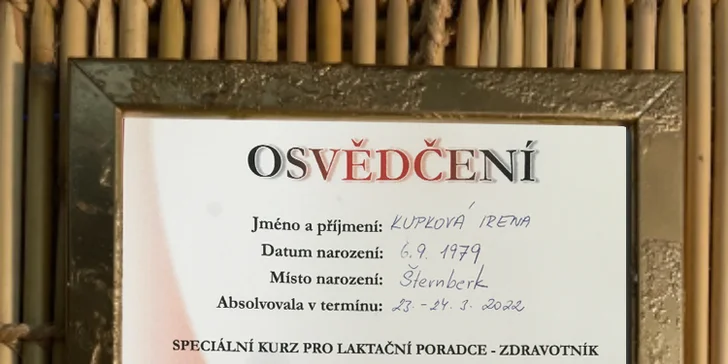 OSVĚDČENÍ
Jméno a příjmení: KUPKOVÁ IRENA
Datum narození: 6. 9. 1979
Místo narození: Šternberk
Absolvovala v termínu: 23. - 24. 3. 2022
SPECIÁLNÍ KURZ PRO LAKTAČNÍ PORADCE - ZDRAVOTNÍK